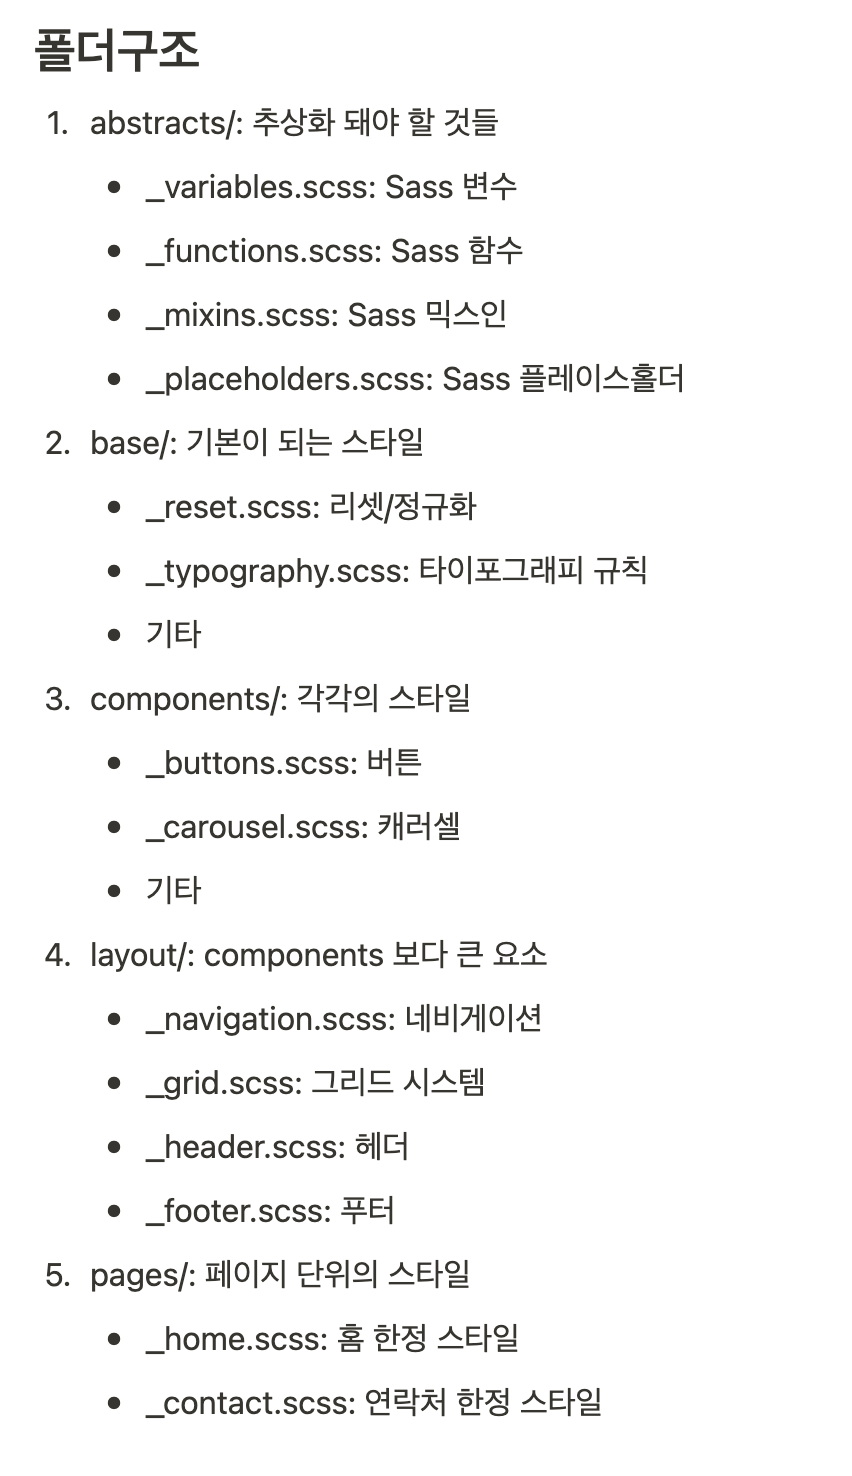 폴더구조
1. abstracts/: 추상화 돼야 할 것들
• _variables.scss: Sass 변수
• _functions.scss: Sass 함수
• _mixins.scss: Sass 믹스인
• _placeholders.scss: Sass 플레이스홀더
2. base/: 기본이 되는 스타일
• _reset.scss: 리셋/정규화
• _typography.scss: 타이포그래피 규칙
• 기타
3. components/: 각각의 스타일
• _buttons.scss: 버튼
• _carousel.scss: 캐러셀
• 기타
4. layout/: components 보다 큰 요소
• _navigation.scss: 네비게이션
• _grid.scss: 그리드 시스템
• _header.scss: 헤더
• _footer.scss: 푸터
5. pages/: 페이지 단위의 스타일
• _home.scss: 홈 한정 스타일
• _contact.scss: 연락처 한정 스타일